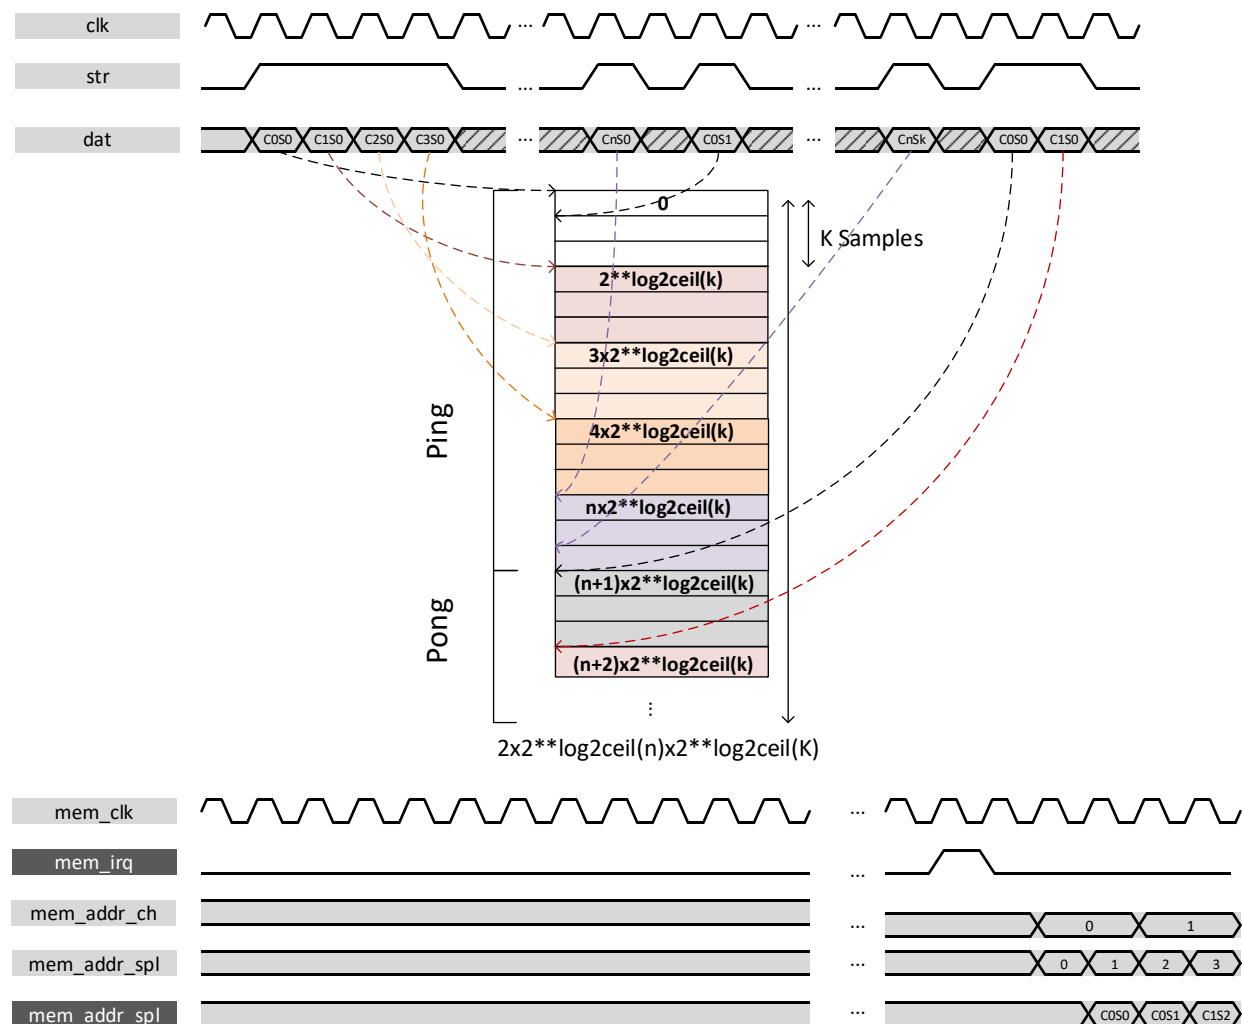 clk
...
...
str
...
...
dat
C0S0
C1S0
C2S0
C3S0
...
CnS0
C0S1
...
CnSk
C0S0
C1S0
0
K Samples
2**log2ceil(k)
3x2**log2ceil(k)
4x2**log2ceil(k)
Ping
nx2**log2ceil(k)
(n+1)x2**log2ceil(k)
Pong
(n+2)x2**log2ceil(k)
...
2x2**log2ceil(n)x2**log2ceil(K)
mem_clk
...
mem_irq
...
mem_addr_ch
...
0
1
mem_addr_spl
...
0
1
2
3
mem_addr_spl
...
C0S0
C0S1
C1S2